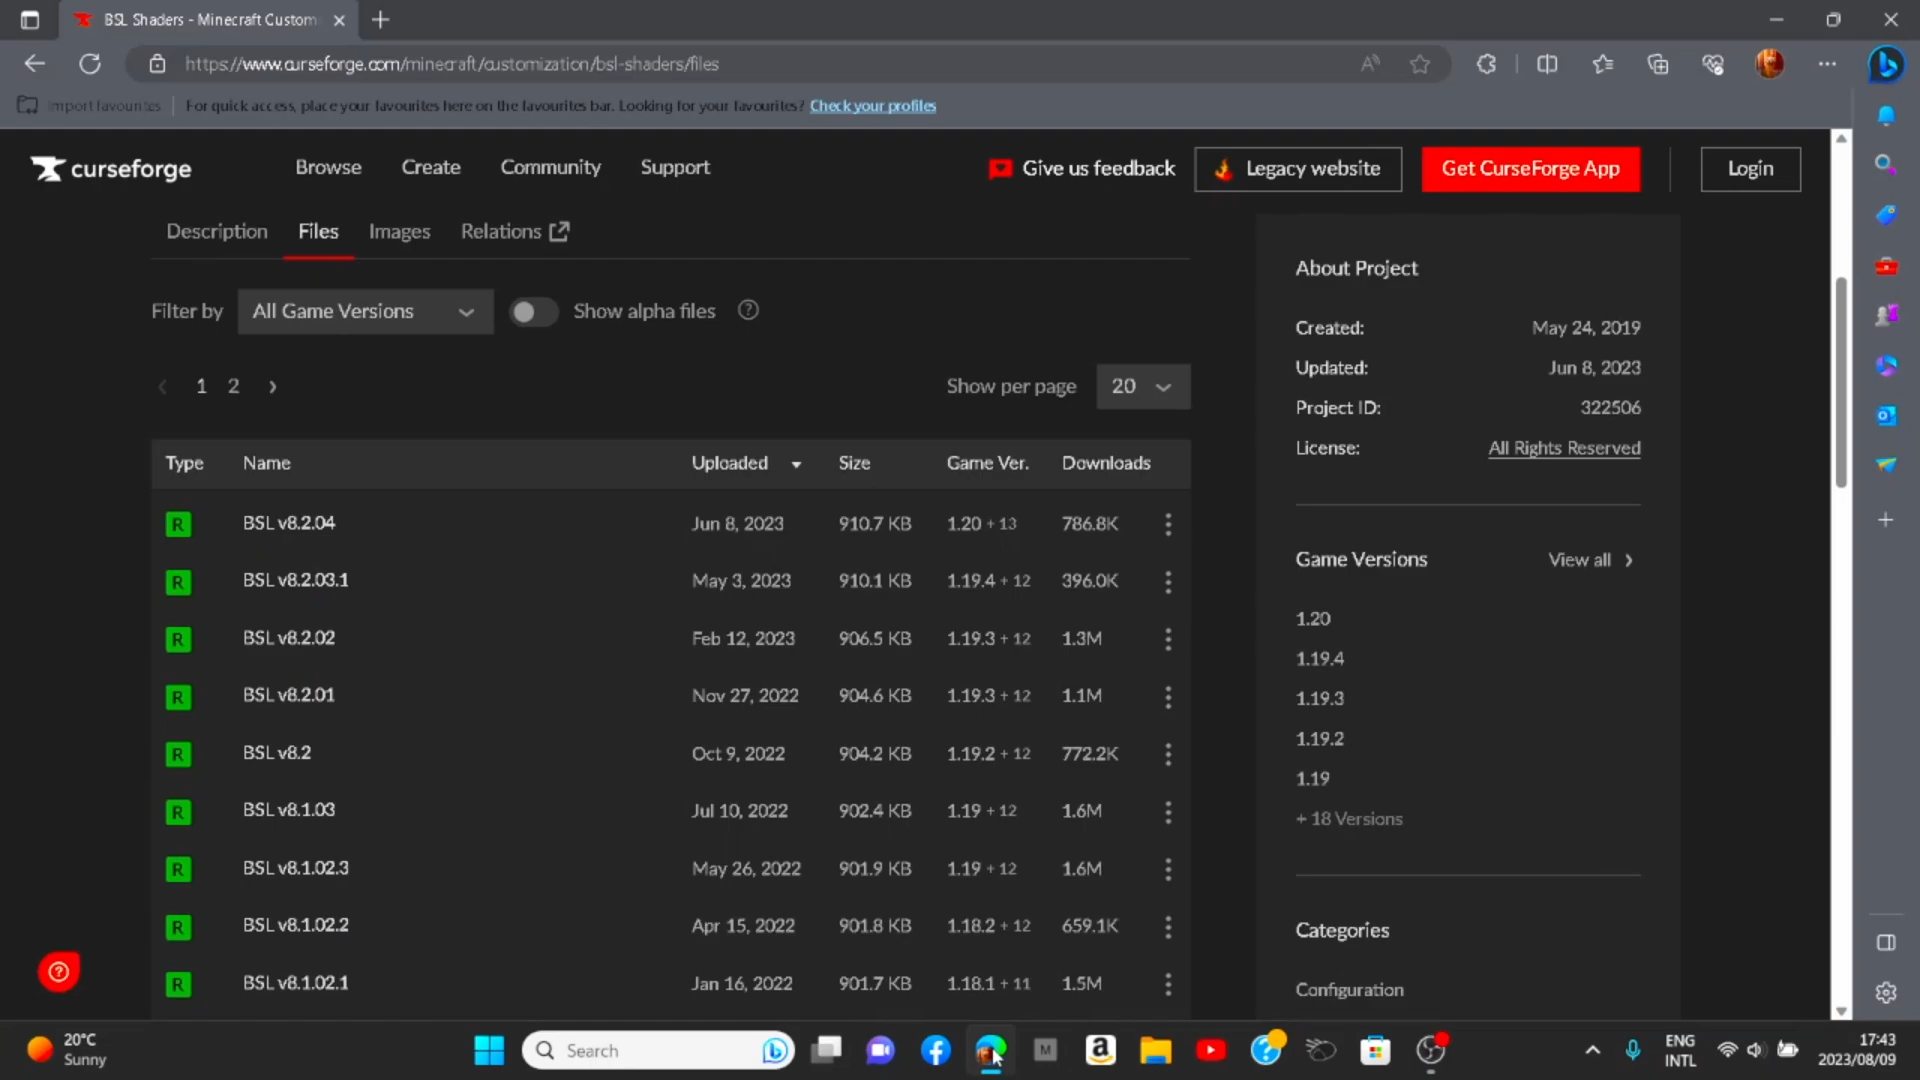 BSL Shaders - Minecraft Custom
https://www.curseforge.com/minecraft/customization/bsl-shaders/files
Import favourites
For quick access, place your favourites here on the favourites bar. Looking for your favourites? Check your profiles
curseforge
Browse
Create
Community
Support
Give us feedback
Legacy website
Get CurseForge App
Login
Description
Files
Images
Relations
Filter by
All Game Versions
Show alpha files
1 2
Show per page
20
Type Name Uploaded Size Game Ver. Downloads
R BSL v8.2.04 Jun 8, 2023 910.7 KB 1.20 + 13 786.8K
R BSL v8.2.03.1 May 3, 2023 910.1 KB 1.19.4 + 12 396.0K
R BSL v8.2.02 Feb 12, 2023 906.5 KB 1.19.3 + 12 1.3M
R BSL v8.2.01 Nov 27, 2022 904.6 KB 1.19.3 + 12 1.1M
R BSL v8.2 Oct 9, 2022 904.2 KB 1.19.2 + 12 772.2K
R BSL v8.1.03 Jul 10, 2022 902.4 KB 1.19 + 12 1.6M
R BSL v8.1.02.3 May 26, 2022 901.9 KB 1.19 + 12 1.6M
R BSL v8.1.02.2 Apr 15, 2022 901.8 KB 1.18.2 + 12 659.1K
R BSL v8.1.02.1 Jan 16, 2022 901.7 KB 1.18.1 + 11 1.5M
About Project
Created: May 24, 2019
Updated: Jun 8, 2023
Project ID: 322506
License: All Rights Reserved
Game Versions
View all
1.20
1.19.4
1.19.3
1.19.2
1.19
+ 18 Versions
Categories
Configuration
20°C
Sunny
Search
M
ENG
INTL
17:43
2023/08/09